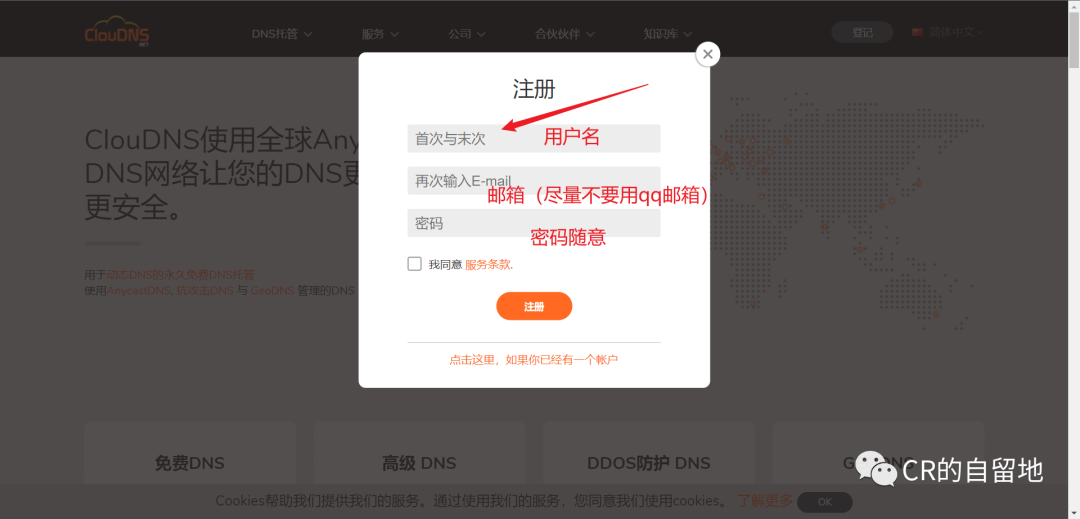 ClouDNS
.NET
DNS托管
服务
公司
合伙伙伴
知识库
登记
简体中文
注册
首次与末次
用户名
再次输入E-mail
邮箱（尽量不要用qq邮箱）
密码
密码随意
我同意 服务条款.
注册
点击这里，如果你已经有一个帐户
ClouDNS使用全球Any
DNS网络让您的DNS更
更安全。
用于动态DNS的永久免费DNS托管
使用AnycastDNS, 抗攻击DNS 与 GeoDNS 管理的DNS
免费DNS
高级 DNS
DDOS防护 DNS
CR的自留地
Cookies帮助我们提供我们的服务。通过使用我们的服务，您同意我们使用cookies。 了解更多 OK